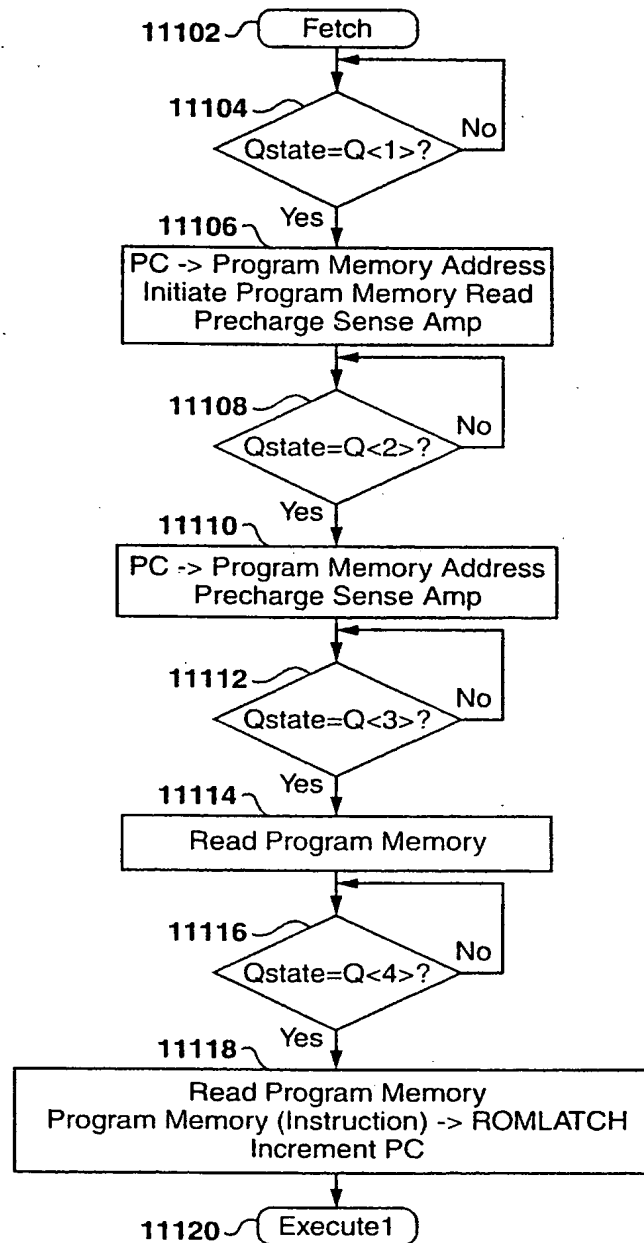 11102
Fetch
11104
Qstate=Q<1>?
No
Yes
11106
PC -> Program Memory Address
Initiate Program Memory Read
Precharge Sense Amp
11108
Qstate=Q<2>?
No
Yes
11110
PC -> Program Memory Address
Precharge Sense Amp
11112
Qstate=Q<3>?
No
Yes
11114
Read Program Memory
11116
Qstate=Q<4>?
No
Yes
11118
Read Program Memory
Program Memory (Instruction) -> ROMLATCH
Increment PC
11120
Execute1